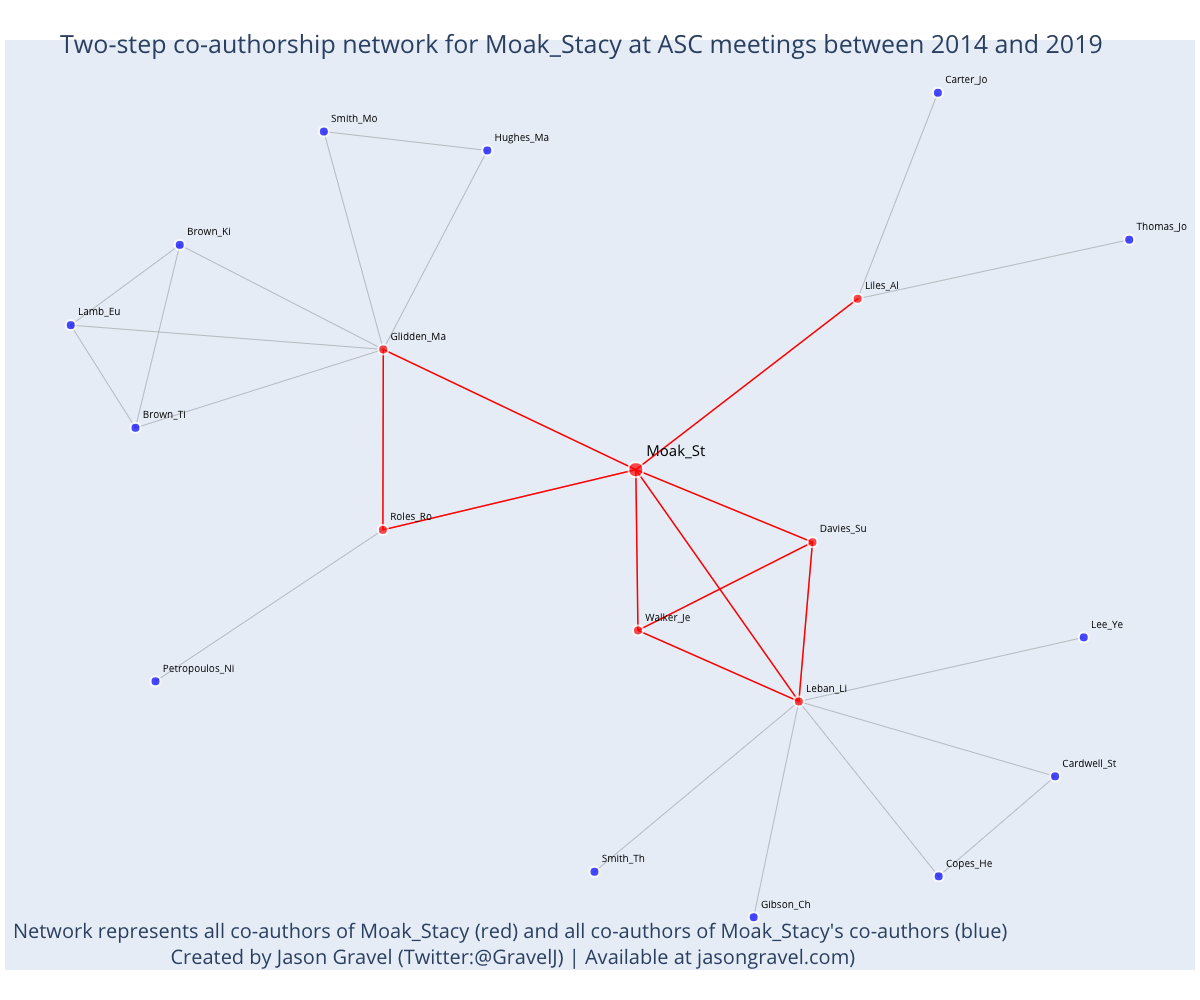 Two-step co-authorship network for Moak_Stacy at ASC meetings between 2014 and 2019
Carter_Jo
Smith_Mo
Hughes_Ma
Thomas_Jo
Brown_Ki
Liles_Al
Lamb_Eu
Glidden_Ma
Brown_Ti
Moak_St
Roles_Ro
Davies_Su
Walker_Je
Lee_Ye
Petropoulos_Ni
Leban_Li
Cardwell_St
Smith_Th
Copes_He
Gibson_Ch
Network represents all co-authors of Moak_Stacy (red) and all co-authors of Moak_Stacy's co-authors (blue)
Created by Jason Gravel (Twitter:@GravelJ) | Available at jasongravel.com)